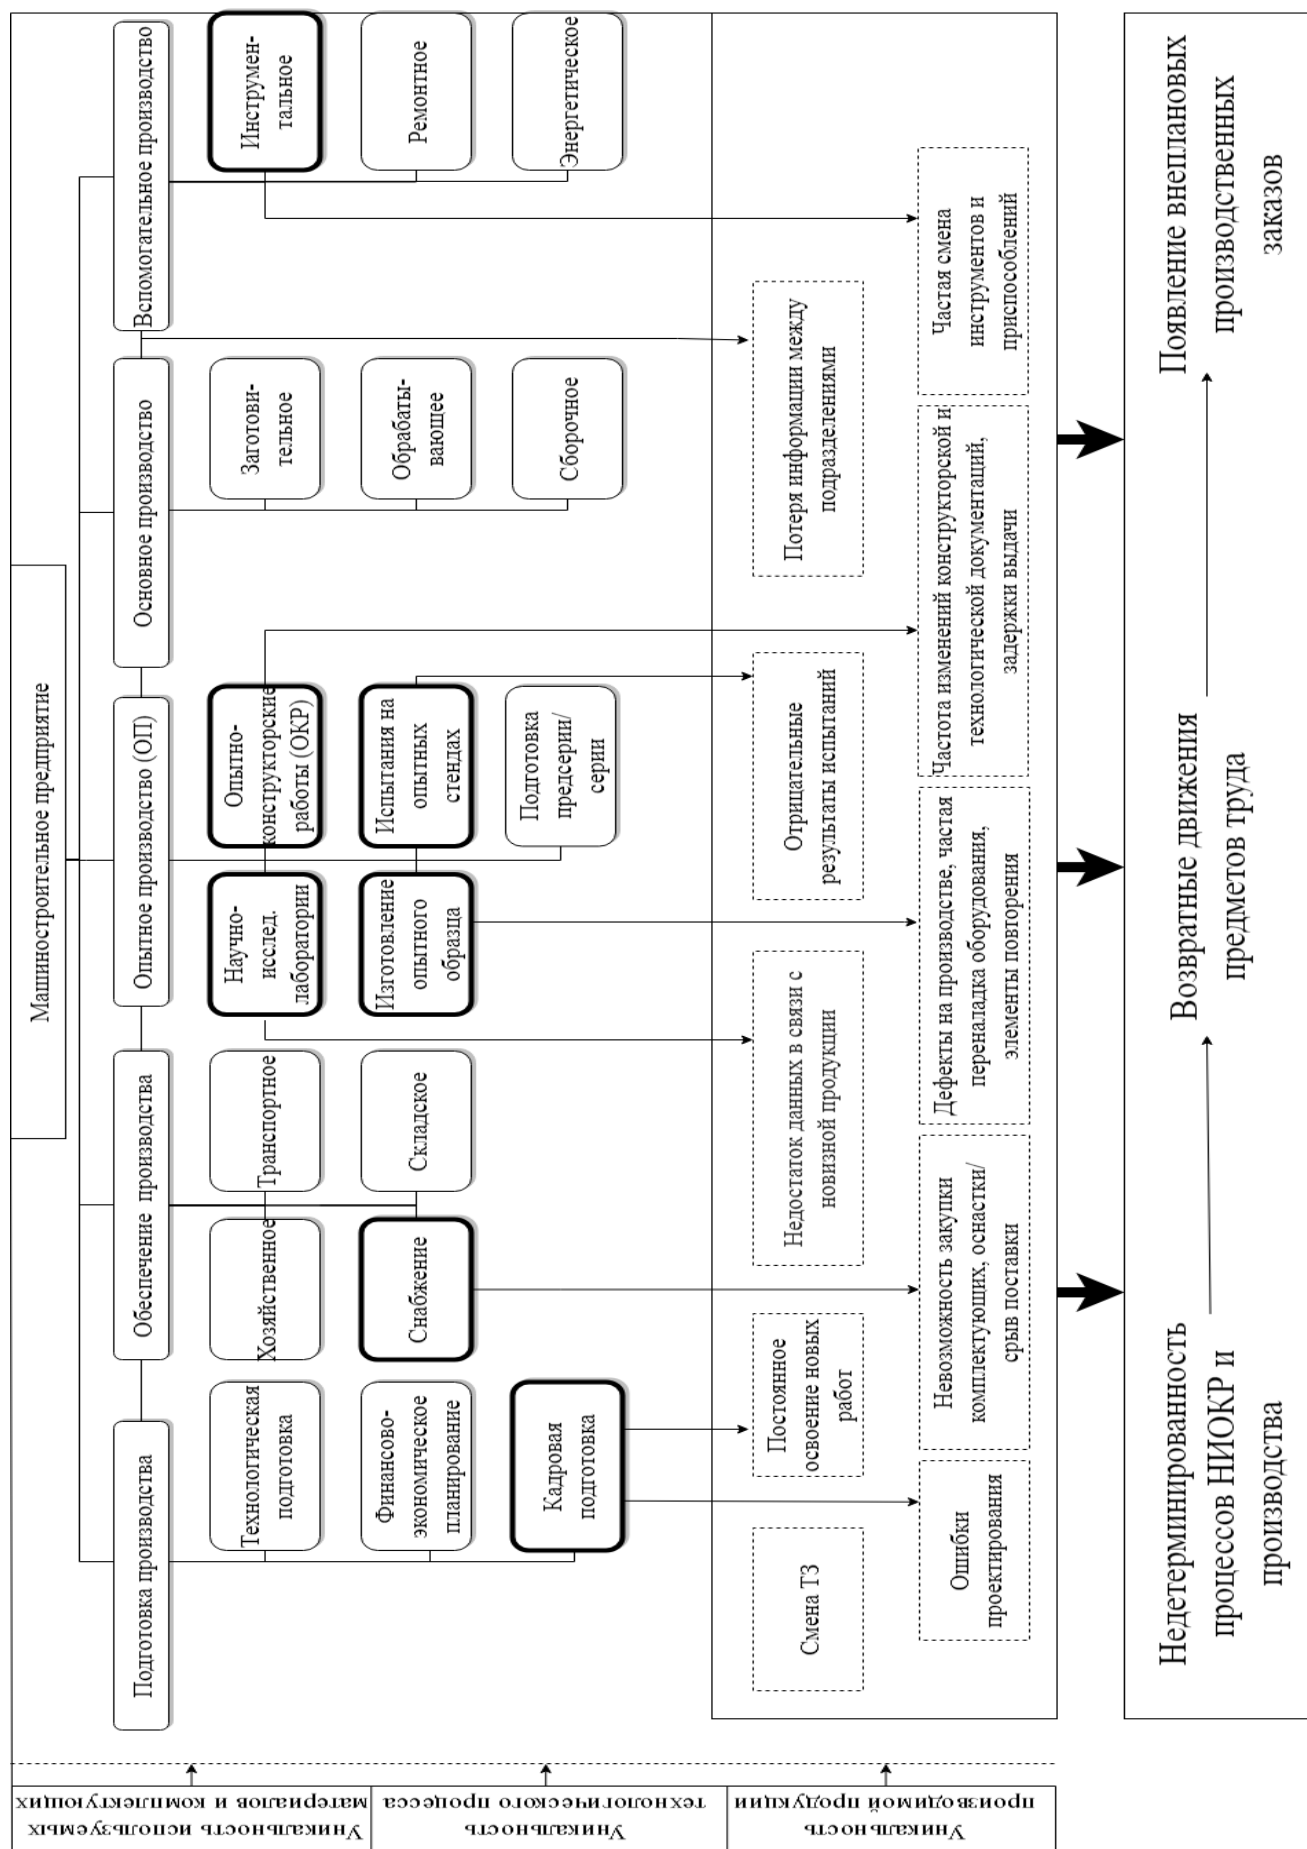 Машиностроительное предприятие
Подготовка производства
Обеспечение производства
Опытное производство (ОП)
Основное производство
Вспомогательное производство
Технологическая
подготовка
Хозяйственное
Транспортное
Научно-
исслед.
лаборатории
Опытно-
конструкторские
работы (ОКР)
Заготови-
тельное
Инструмен-
тальное
Финансово-
экономическое
планирование
Снабжение
Складское
Изготовление
опытного
образца
Испытания на
опытных
стендах
Обрабаты-
вающее
Ремонтное
Кадровая
подготовка
Подготовка
предсерии/
серии
Сборочное
Энергетическое
Смена ТЗ
Постоянное
освоение новых
работ
Недостаток данных в связи с
новизной продукции
Отрицательные
результаты испытаний
Потеря информации между
подразделениями
Ошибки
проектирования
Невозможность закупки
комплектующих, оснастки/
срыв поставки
Дефекты на производстве, частая
переналадка оборудования,
элементы повторения
Частота изменений конструкторской и
технологической документаций,
задержки выдачи
Частая смена
инструментов и
приспособлений
Недетерминированность
процессов НИОКР и
производства
Возвратные движения
предметов труда
Появление внеплановых
производственных
заказов
Уникальность используемых
материалов и комплектующих
Уникальность
технологического процесса
Уникальность
производимой продукции